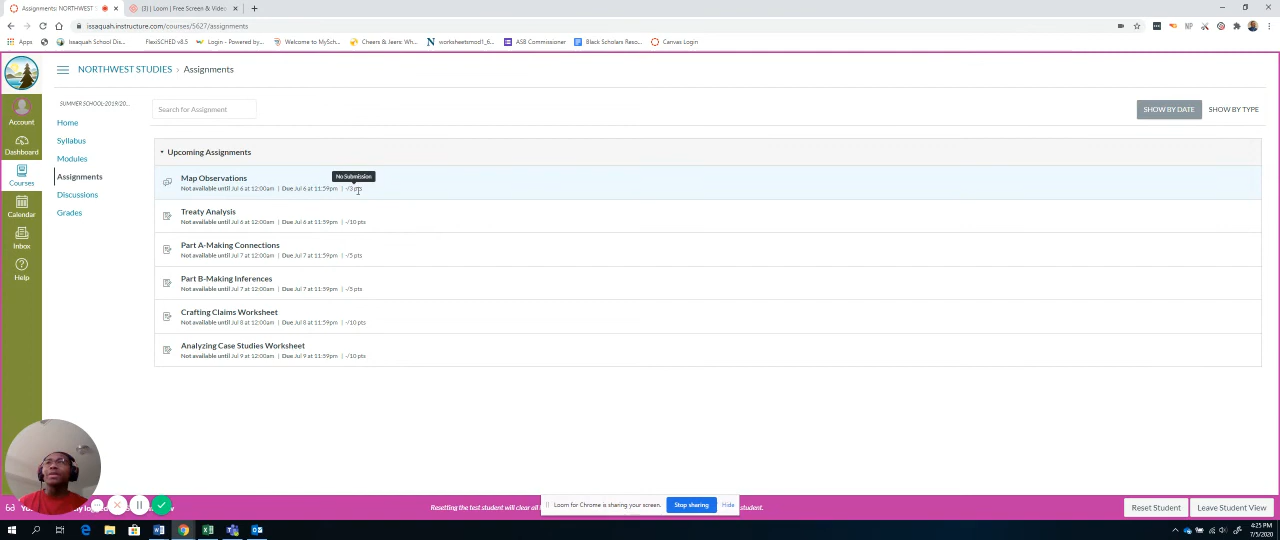 Assignments: NORTHWEST S
(3) | Loom | Free Screen & Video
issaquah.instructure.com/courses/5627/assignments
Apps
Issaquah School Dis...
FlexiSCHED v8.5
Login - Powered by...
Welcome to MySch...
Cheers & Jeers: Wh...
worksheetsmod1_6...
ASB Commissioner
Black Scholars Reso...
Canvas Login
NORTHWEST STUDIES › Assignments
SUMMER SCHOOL-2019/20...
Search for Assignment
SHOW BY DATE
SHOW BY TYPE
Account
Dashboard
Courses
Calendar
Inbox
Help
Home
Syllabus
Modules
Assignments
Discussions
Grades
Upcoming Assignments
Map Observations
No Submission
Not available until Jul 6 at 12:00am | Due Jul 6 at 11:59pm | -/3 pts
Treaty Analysis
Not available until Jul 6 at 12:00am | Due Jul 6 at 11:59pm | -/10 pts
Part A-Making Connections
Not available until Jul 7 at 12:00am | Due Jul 7 at 11:59pm | -/5 pts
Part B-Making Inferences
Not available until Jul 7 at 12:00am | Due Jul 7 at 11:59pm | -/5 pts
Crafting Claims Worksheet
Not available until Jul 8 at 12:00am | Due Jul 8 at 11:59pm | -/10 pts
Analyzing Case Studies Worksheet
Not available until Jul 9 at 12:00am | Due Jul 9 at 11:59pm | -/10 pts
Resetting the test student will clear all
student.
Loom for Chrome is sharing your screen.
Stop sharing
Hide
Reset Student
Leave Student View
4:25 PM
7/5/2020